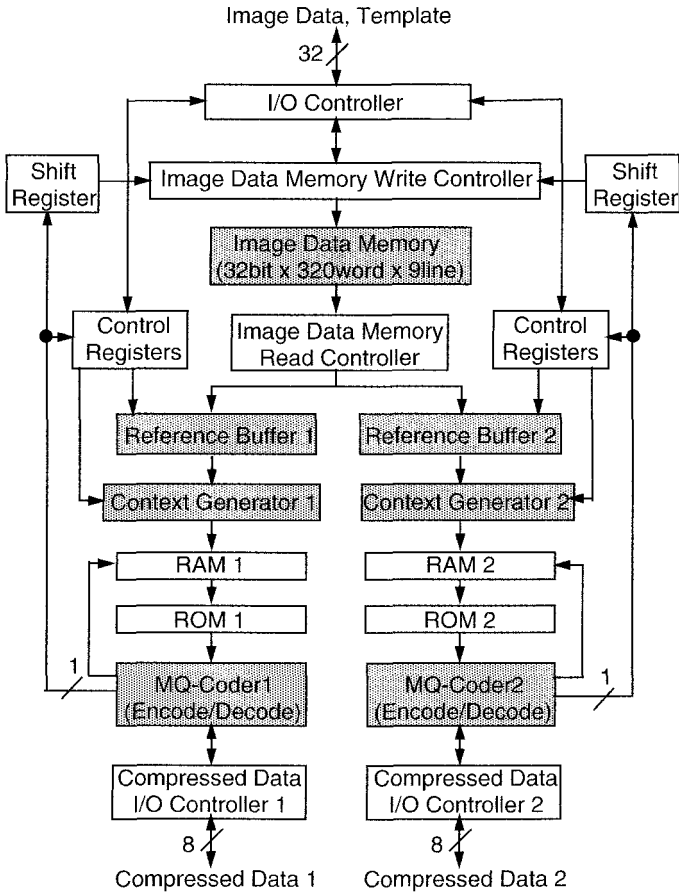 Image Data, Template
32
I/O Controller
Shift
Register
Image Data Memory Write Controller
Shift
Register
Image Data Memory
(32bit x 320word x 9line)
Control
Registers
Image Data Memory
Read Controller
Control
Registers
Reference Buffer 1
Reference Buffer 2
Context Generator 1
Context Generator 2
RAM 1
RAM 2
ROM 1
ROM 2
1
MQ-Coder1
(Encode/Decode)
MQ-Coder2
(Encode/Decode)
1
Compressed Data
I/O Controller 1
Compressed Data
I/O Controller 2
8
8
Compressed Data 1
Compressed Data 2